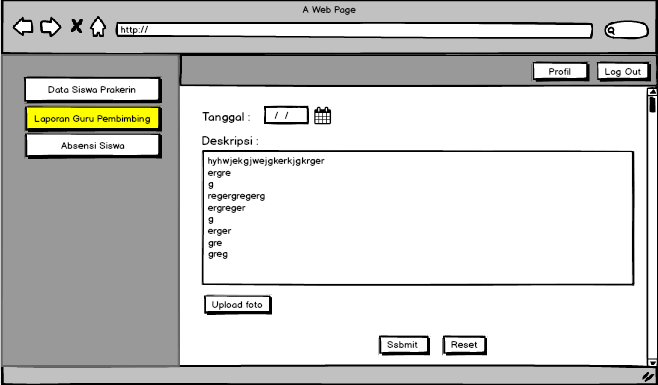 A Web Page
http://
Profil
Log Out
Data Siswa Prakerin
Laporan Guru Pembimbing
Absensi Siswa
Tanggal :
/ /
Deskripsi :
hyhwjekgjwejgkerkjgkrger
ergre
g
regergregerg
ergreger
g
erger
gre
greg
Upload foto
Ssbmit
Reset